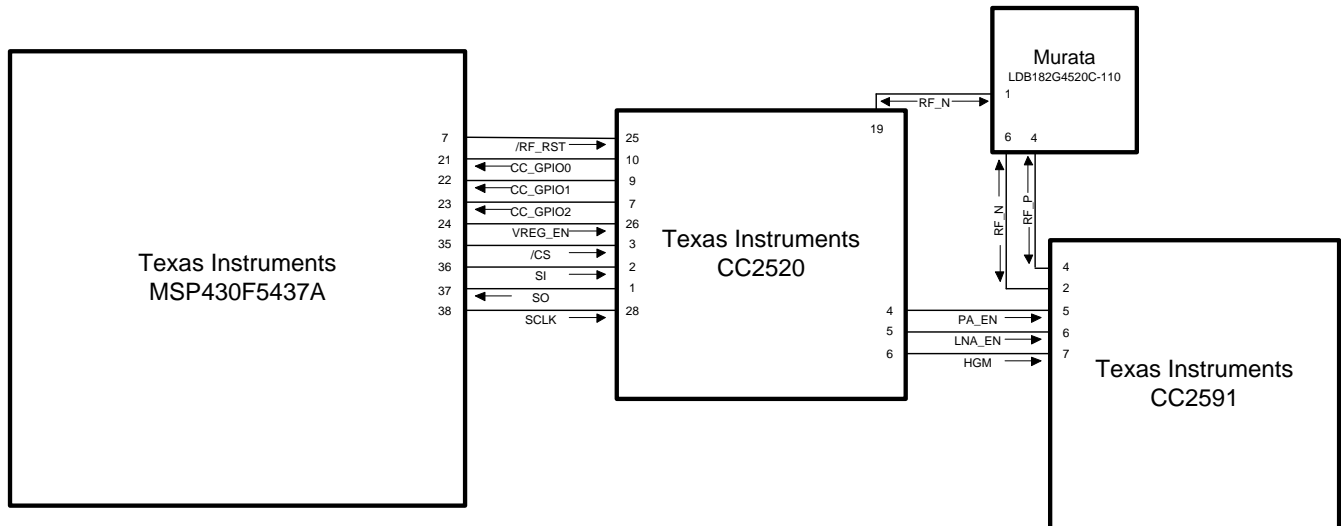 Murata
LDB182G4520C-110
1
RF_N
19
6 4
7 25
/RF_RST
21 10
CC_GPIO0
22 9
CC_GPIO1
23 7
CC_GPIO2
24 26
VREG_EN
35 3
/CS
36 2
SI
37 1
SO
38 28
SCLK
Texas Instruments
MSP430F5437A
Texas Instruments
CC2520
RF_N
RF_P
4
2
4 5
PA_EN
5 6
LNA_EN
6 7
HGM
Texas Instruments
CC2591